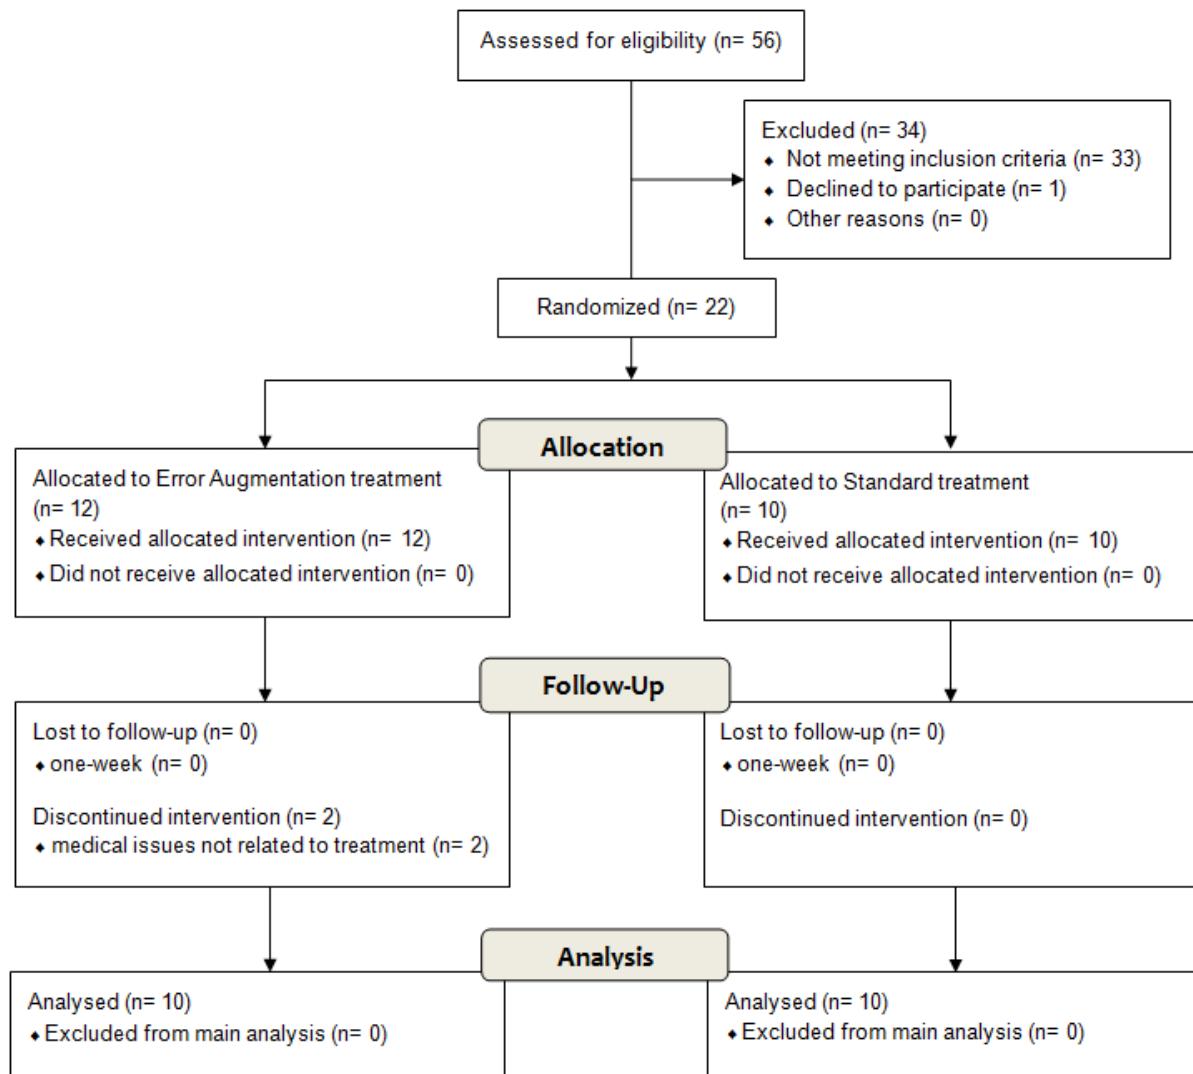 Assessed for eligibility (n= 56)
Excluded (n= 34)
⬥ Not meeting inclusion criteria (n= 33)
⬥ Declined to participate (n= 1)
⬥ Other reasons (n= 0)
Randomized (n= 22)
Allocation
Allocated to Error Augmentation treatment
(n= 12)
⬥ Received allocated intervention (n= 12)
⬥ Did not receive allocated intervention (n= 0)
Allocated to Standard treatment
(n= 10)
⬥ Received allocated intervention (n= 10)
⬥ Did not receive allocated intervention (n= 0)
Follow-Up
Lost to follow-up (n= 0)
⬥ one-week (n= 0)
Discontinued intervention (n= 2)
⬥ medical issues not related to treatment (n= 2)
Lost to follow-up (n= 0)
⬥ one-week (n= 0)
Discontinued intervention (n= 0)
Analysis
Analysed (n= 10)
⬥ Excluded from main analysis (n= 0)
Analysed (n= 10)
⬥ Excluded from main analysis (n= 0)